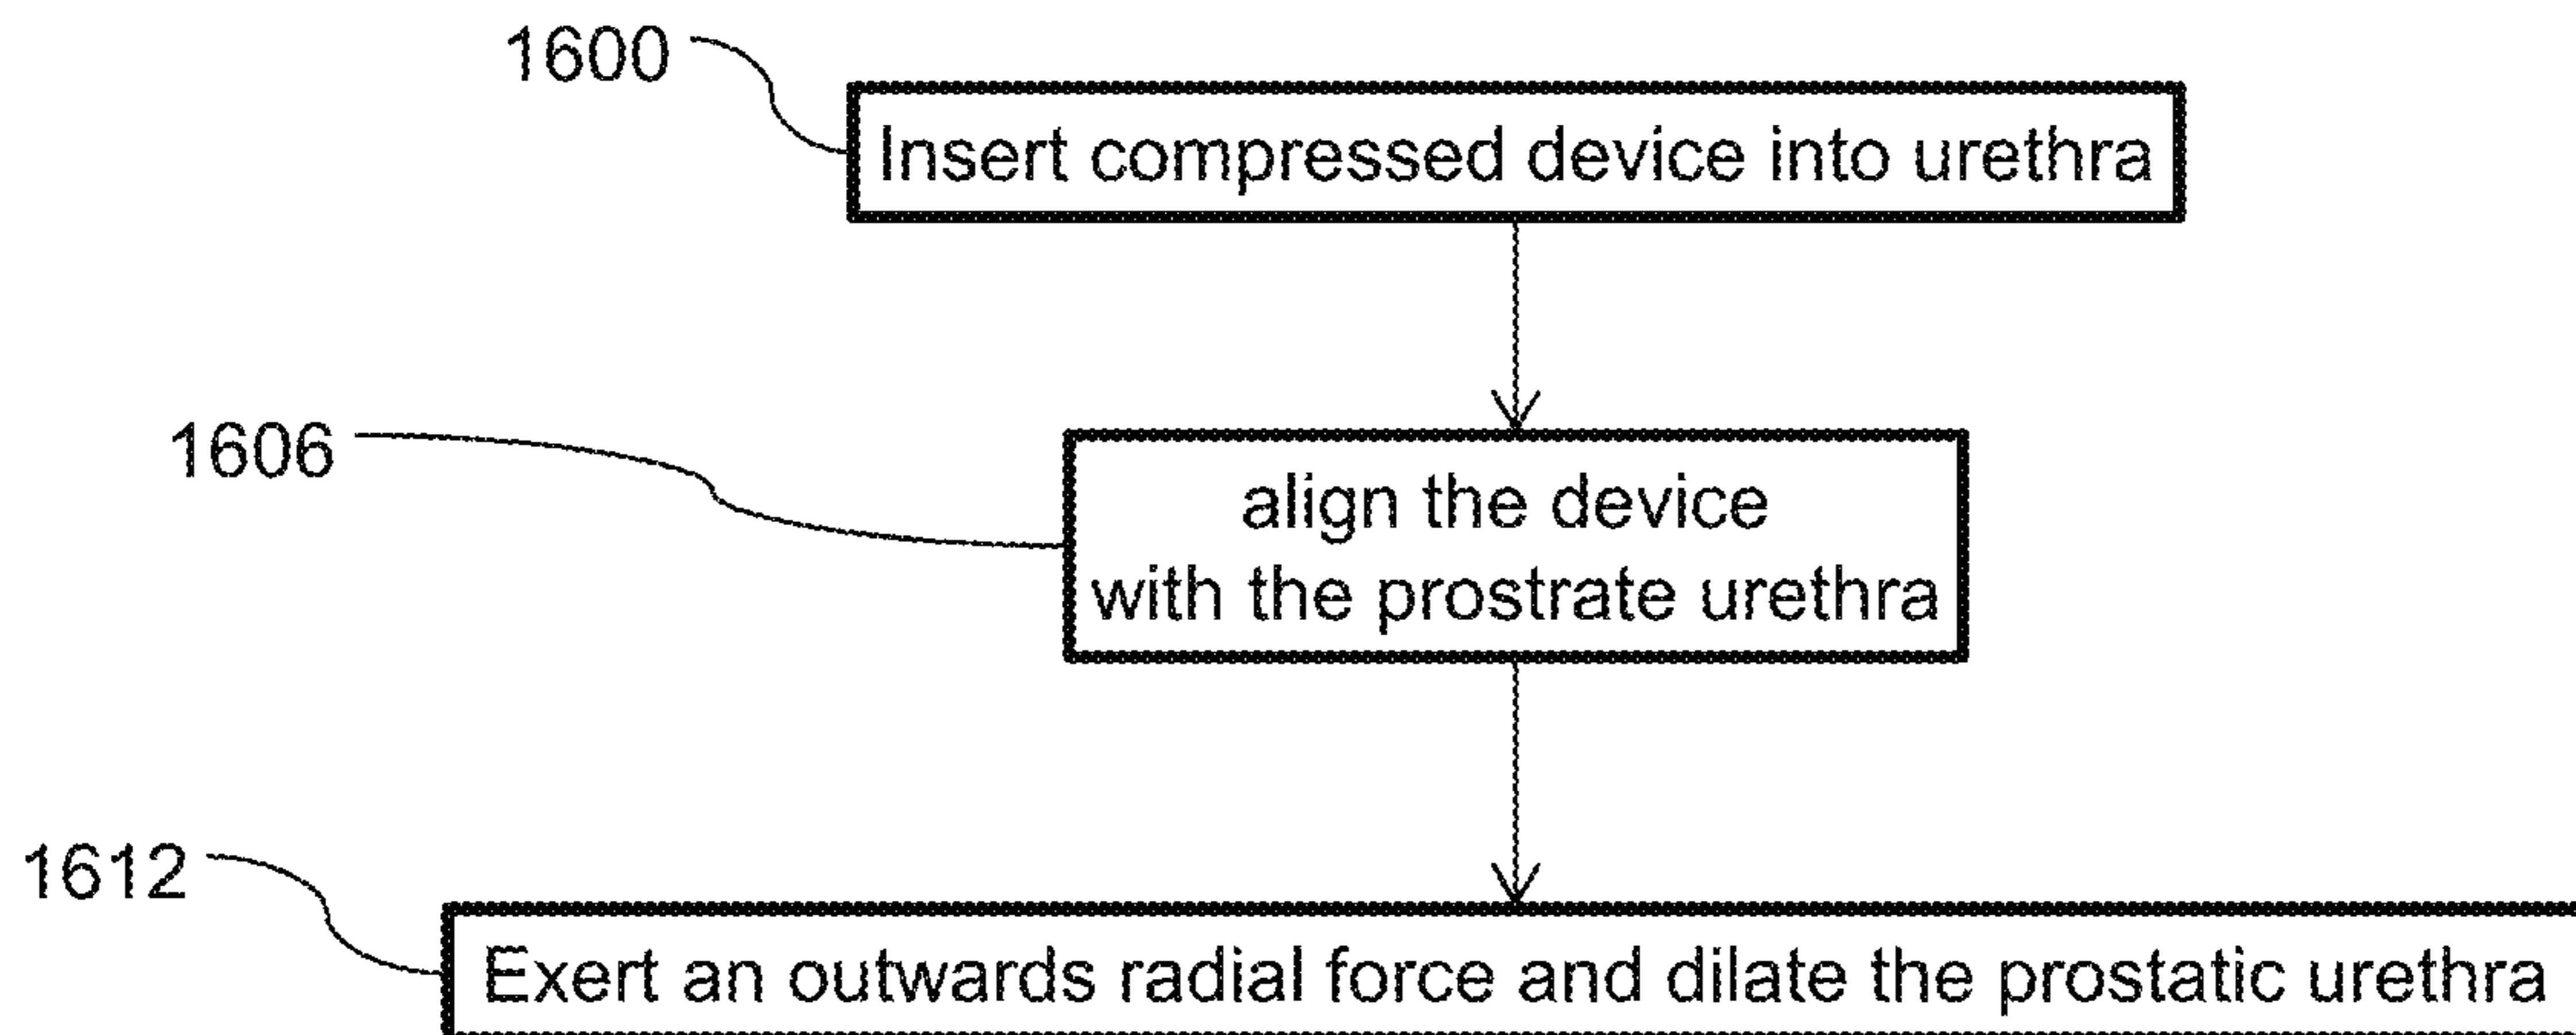 1600
Insert compressed device into urethra
1606
align the device
with the prostrate urethra
1612
Exert an outwards radial force and dilate the prostatic urethra